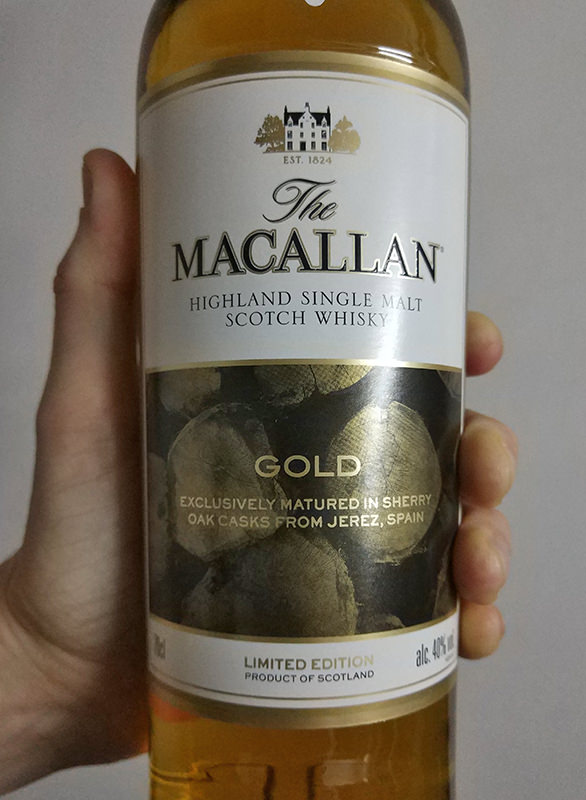 EST. 1824
The
MACALLAN
HIGHLAND SINGLE MALT
SCOTCH WHISKY
GOLD
EXCLUSIVELY MATURED IN SHERRY
OAK CASKS FROM JEREZ, SPAIN
70cl
alc. 40% vol.
LIMITED EDITION
PRODUCT OF SCOTLAND